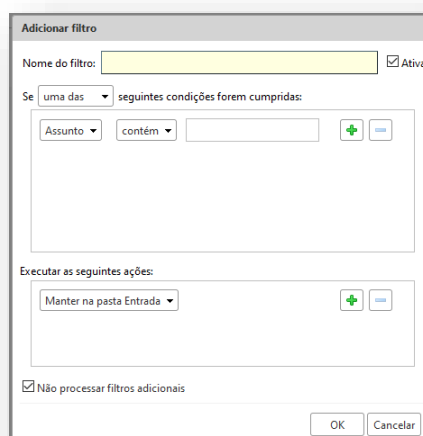 Adicionar filtro
Nome do filtro: Ativa
Se uma das seguintes condições forem cumpridas:
Assunto contém
Executar as seguintes ações:
Manter na pasta Entrada
Não processar filtros adicionais
OK Cancelar